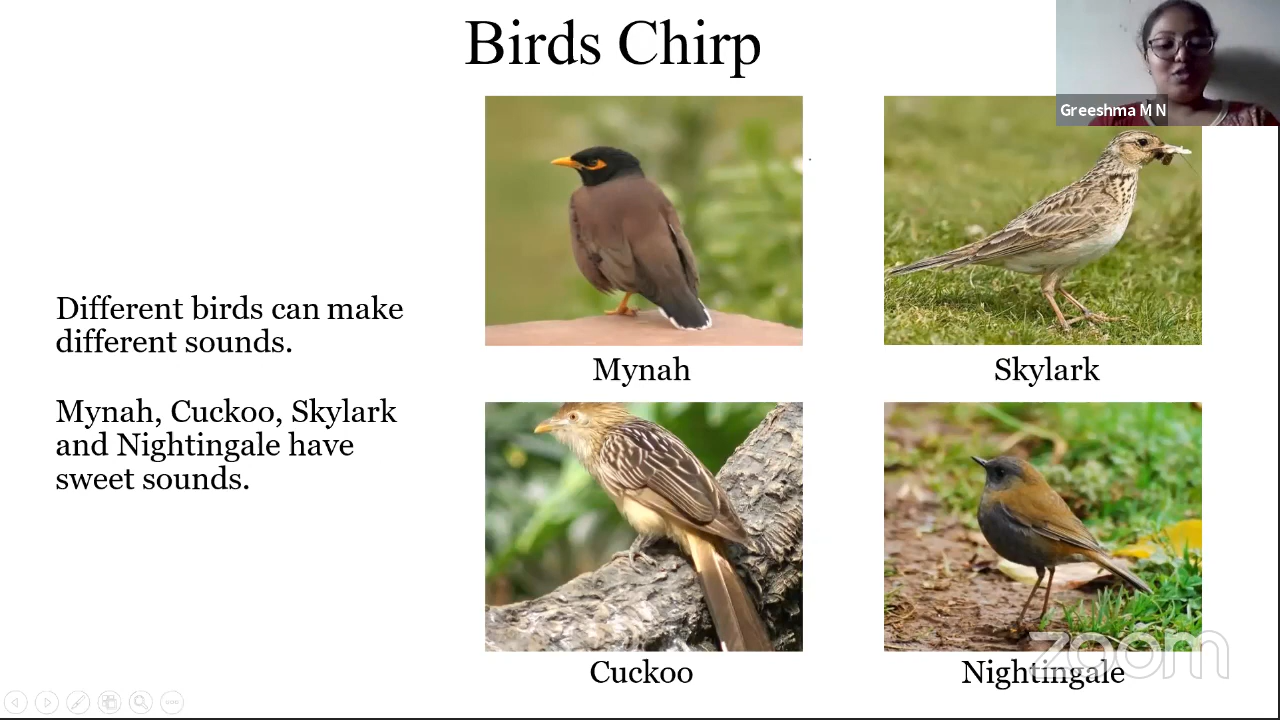 Birds Chirp
Greeshma M N
Different birds can make
different sounds.
Mynah, Cuckoo, Skylark
and Nightingale have
sweet sounds.
Mynah
Skylark
Cuckoo
Nightingale
zoom